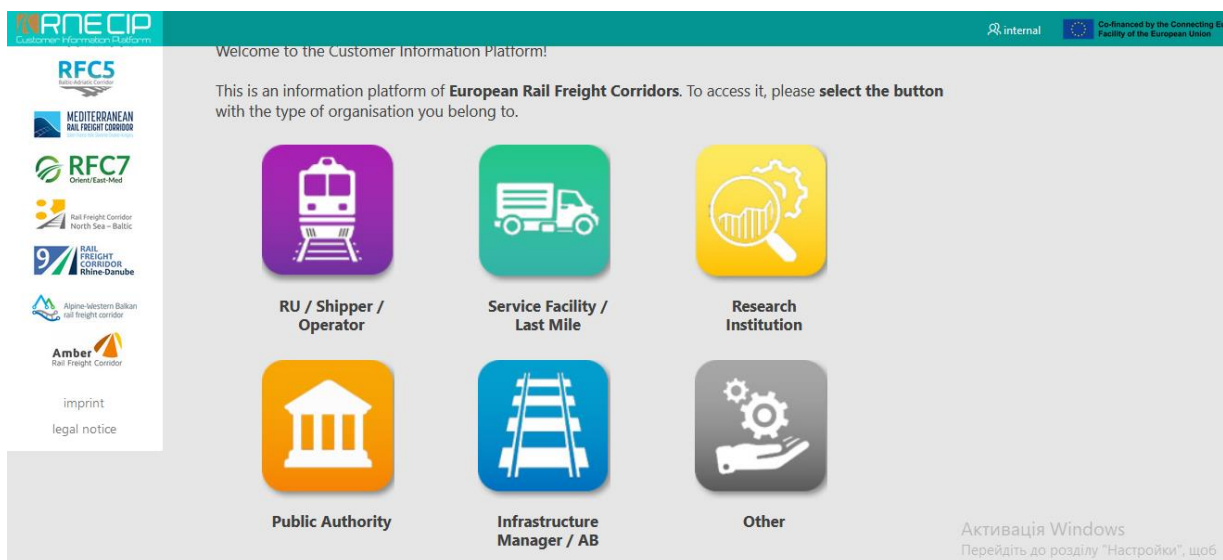 RNE CIP
Customer Information Platform
internal
Co-financed by the Connecting E
Facility of the European Union
RFC5
Baltic-Adriatic Corridor
MEDITERRANEAN
RAIL FREIGHT CORRIDOR
RFC7
Orient/East-Med
Rail Freight Corridor
North Sea – Baltic
9
RAIL
FREIGHT
CORRIDOR
Rhine-Danube
Alpine-Western Balkan
rail freight corridor
Amber
Rail Freight Corridor
imprint
legal notice
Welcome to the Customer Information Platform!
This is an information platform of European Rail Freight Corridors. To access it, please select the button
with the type of organisation you belong to.
RU / Shipper /
Operator
Service Facility /
Last Mile
Research
Institution
Public Authority
Infrastructure
Manager / AB
Other
Активація Windows
Перейдіть до розділу "Настройки", щоб